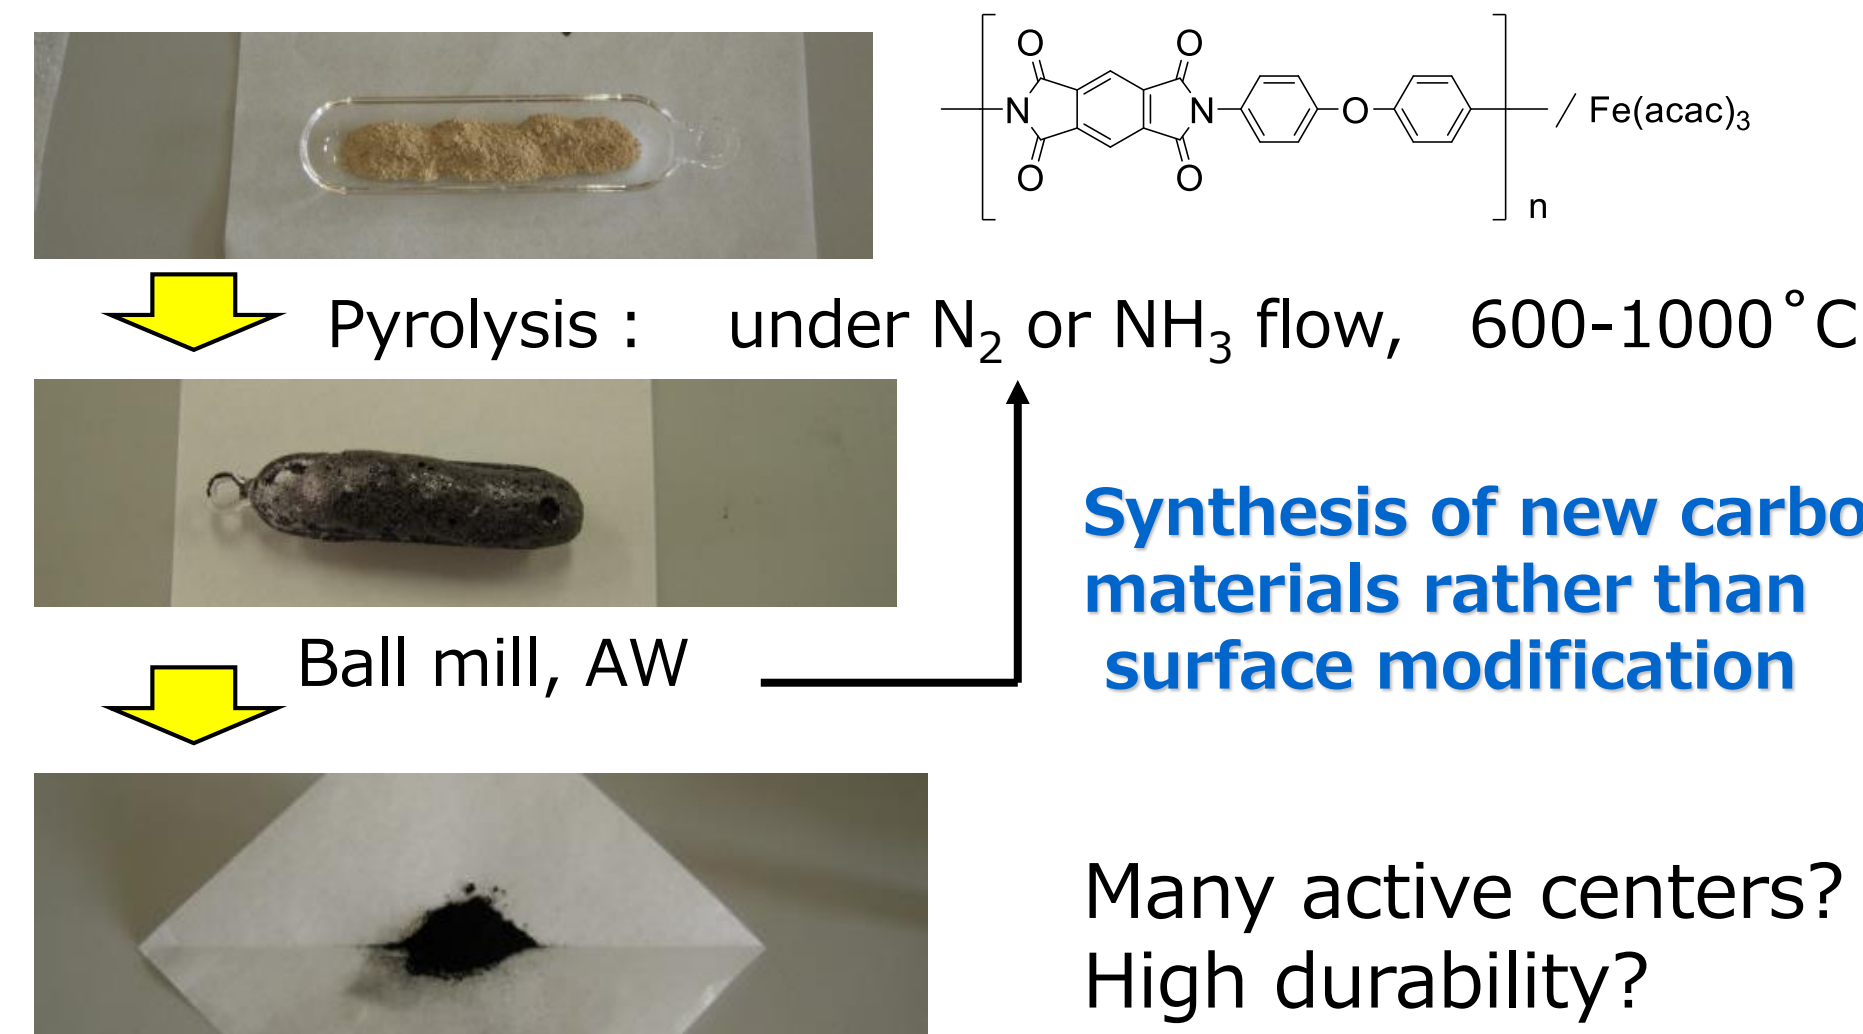 O O
N N O / Fe(acac)₃
O O
n
Pyrolysis : under N₂ or NH₃ flow, 600-1000˚C
Synthesis of new carbo
materials rather than
surface modification
Ball mill, AW
Many active centers?
High durability?